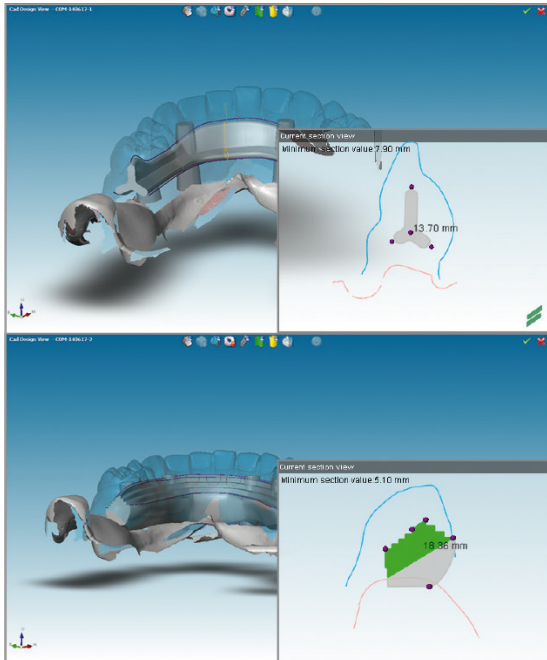 Cad Design View - COM-140617-1
Current section view
Minimum section value 7.90 mm
13.70 mm
Cad Design View - COM-140617-2
Current section view
Minimum section value 5.10 mm
18.36 mm